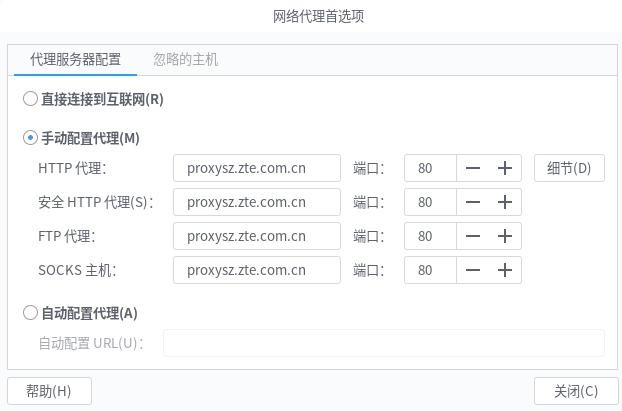 网络代理首选项
代理服务器配置 忽略的主机
直接连接到互联网(R)
手动配置代理(M)
HTTP 代理： proxysz.zte.com.cn 端口： 80 — + 细节(D)
安全 HTTP 代理(S)： proxysz.zte.com.cn 端口： 80 — +
FTP 代理： proxysz.zte.com.cn 端口： 80 — +
SOCKS 主机： proxysz.zte.com.cn 端口： 80 — +
自动配置代理(A)
自动配置 URL(U)：
帮助(H) 关闭(C)